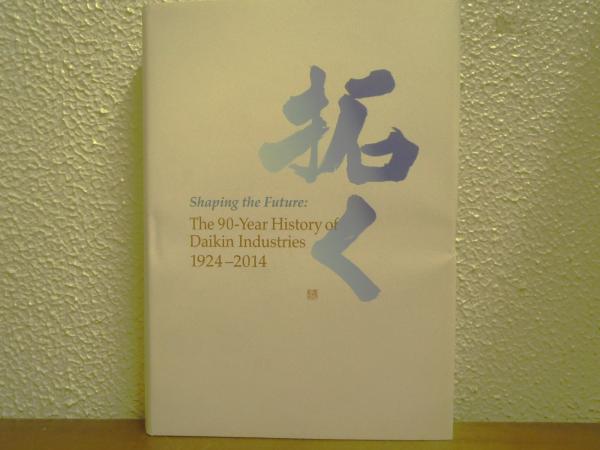 拓く
Shaping the Future:
The 90-Year History of
Daikin Industries
1924–2014